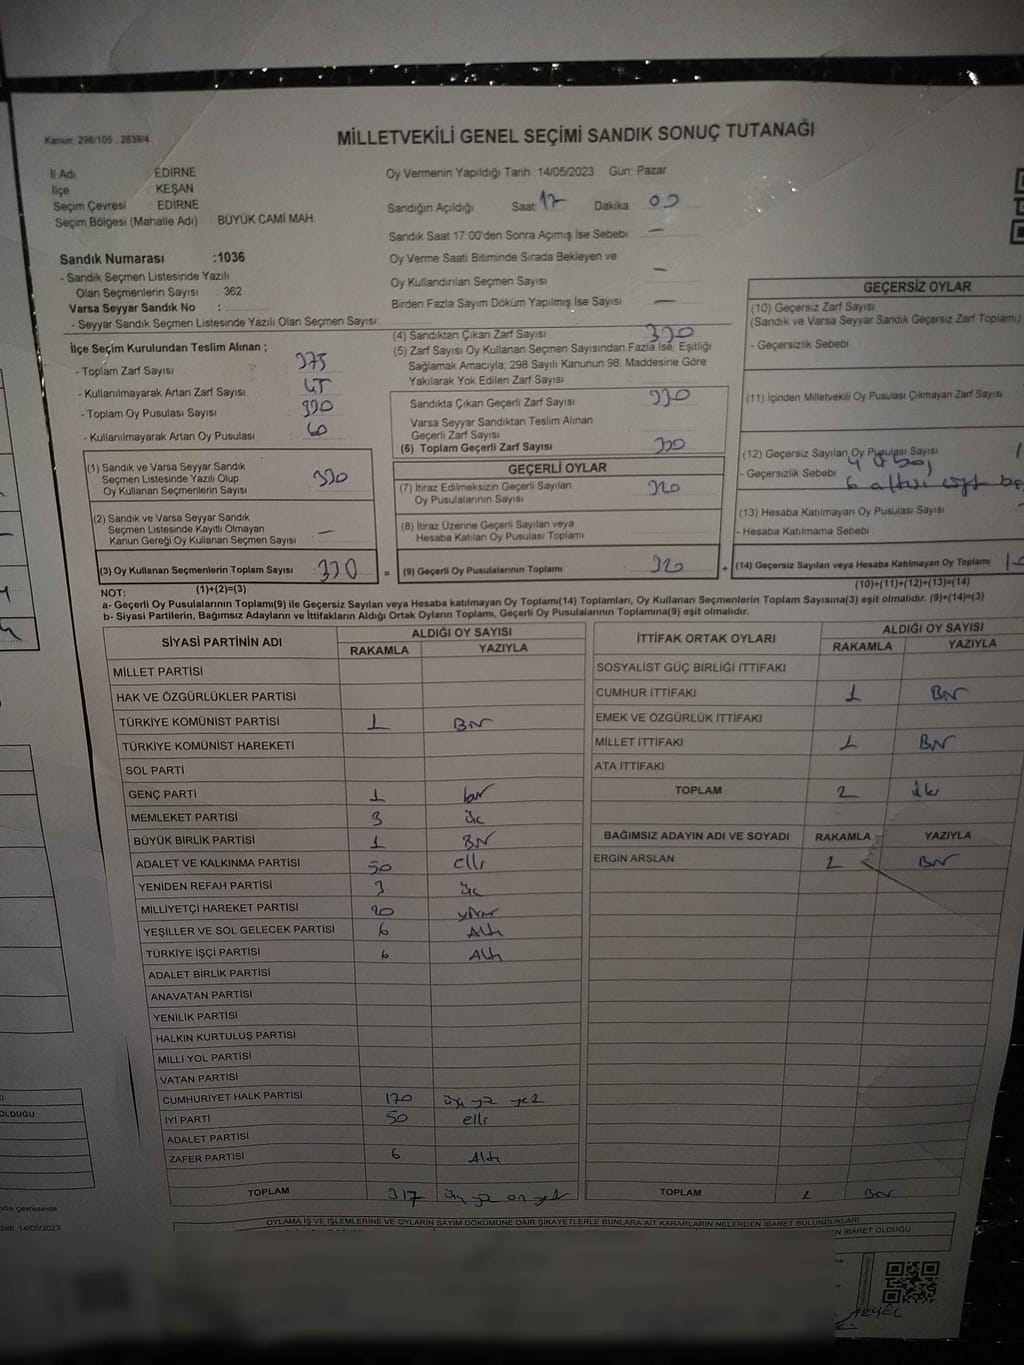 Kanun: 298/105 , 2839/4
MİLLETVEKİLİ GENEL SEÇİMİ SANDIK SONUÇ TUTANAĞI
İl Adı EDİRNE
İlçe KEŞAN
Seçim Çevresi EDİRNE
Seçim Bölgesi (Mahalle Adı) BÜYÜK CAMİ MAH.
Sandık Numarası :1036
- Sandık Seçmen Listesinde Yazılı
Olan Seçmenlerin Sayısı : 362
Varsa Seyyar Sandık No :
- Seyyar Sandık Seçmen Listesinde Yazılı Olan Seçmen Sayısı:
Oy Vermenin Yapıldığı Tarih :14/05/2023 Gün: Pazar
Sandığın Açıldığı Saat 17 Dakika 00
Sandık Saat 17:00'den Sonra Açımış İse Sebebi —
Oy Verme Saati Bitiminde Sırada Bekleyen ve
Oy Kullandırılan Seçmen Sayısı —
Birden Fazla Sayım Döküm Yapılmış İse Sayısı —
İlçe Seçim Kurulundan Teslim Alınan ;
- Toplam Zarf Sayısı 375
- Kullanılmayarak Artan Zarf Sayısı 45
- Toplam Oy Pusulası Sayısı 390
- Kullanılmayarak Artan Oy Pusulası 60
(4) Sandıktan Çıkan Zarf Sayısı 330
(5) Zarf Sayısı Oy Kullanan Seçmen Sayısından Fazla İse, Eşitliği
Sağlamak Amacıyla; 298 Sayılı Kanunun 98. Maddesine Göre
Yakılarak Yok Edilen Zarf Sayısı
Sandıkta Çıkan Geçerli Zarf Sayısı 330
Varsa Seyyar Sandıktan Teslim Alınan
Geçerli Zarf Sayısı
(6) Toplam Geçerli Zarf Sayısı 330
GEÇERSİZ OYLAR
(10) Geçersiz Zarf Sayısı
(Sandık ve Varsa Seyyar Sandık Geçersiz Zarf Toplamı)
- Geçersizlik Sebebi
(11) İçinden Milletvekili Oy Pusulası Çıkmayan Zarf Sayısı
(12) Geçersiz Sayılan Oy Pusulası Sayısı
- Geçersizlik Sebebi
(13) Hesaba Katılmayan Oy Pusulası Sayısı
- Hesaba Katılmama Sebebi
(14) Geçersiz Sayılan veya Hesaba Katılmayan Oy Toplamı
(10)+(11)+(12)+(13)=(14)
(1) Sandık ve Varsa Seyyar Sandık
Seçmen Listesinde Yazılı Olup
Oy Kullanan Seçmenlerin Sayısı 330
(2) Sandık ve Varsa Seyyar Sandık
Seçmen Listesinde Kayıtlı Olmayan
Kanun Gereği Oy Kullanan Seçmen Sayısı : —
(3) Oy Kullanan Seçmenlerin Toplam Sayısı : 330 =
(1)+(2)=(3)
GEÇERLİ OYLAR
(7) İtiraz Edilmeksizin Geçerli Sayılan
Oy Pusulalarının Sayısı 320
(8) İtiraz Üzerine Geçerli Sayılan veya
Hesaba Katılan Oy Pusulası Toplamı
(9) Geçerli Oy Pusulalarının Toplamı 320 +
NOT:
a- Geçerli Oy Pusulalarının Toplamı(9) ile Geçersiz Sayılan veya Hesaba katılmayan Oy Toplamı(14) Toplamları, Oy Kullanan Seçmenlerin Toplam Sayısına(3) eşit olmalıdır. (9)+(14)=(3)
b- Siyasi Partilerin, Bağımsız Adayların ve İttifakların Aldığı Ortak Oyların Toplamı, Geçerli Oy Pusulalarının Toplamına(9) eşit olmalıdır.
SİYASİ PARTİNİN ADI ALDIĞI OY SAYISI
RAKAMLA YAZIYLA
MİLLET PARTİSİ
HAK VE ÖZGÜRLÜKLER PARTİSİ
TÜRKİYE KOMÜNİST PARTİSİ 1 Bir
TÜRKİYE KOMÜNİST HAREKETİ
SOL PARTİ
GENÇ PARTİ 1 bir
MEMLEKET PARTİSİ 3 üç
BÜYÜK BİRLİK PARTİSİ 1 Bir
ADALET VE KALKINMA PARTİSİ 50 elli
YENİDEN REFAH PARTİSİ 3 üç
MİLLİYETÇİ HAREKET PARTİSİ 20 yirmi
YEŞİLLER VE SOL GELECEK PARTİSİ 6 Altı
TÜRKİYE İŞÇİ PARTİSİ 6 Altı
ADALET BİRLİK PARTİSİ
ANAVATAN PARTİSİ
YENİLİK PARTİSİ
HALKIN KURTULUŞ PARTİSİ
MİLLİ YOL PARTİSİ
VATAN PARTİSİ
CUMHURİYET HALK PARTİSİ 170
İYİ PARTİ 50 elli
ADALET PARTİSİ
ZAFER PARTİSİ 6 Altı
TOPLAM 317 üç yz on yedi
İTTİFAK ORTAK OYLARI ALDIĞI OY SAYISI
RAKAMLA YAZIYLA
SOSYALİST GÜÇ BİRLİĞİ İTTİFAKI
CUMHUR İTTİFAKI 1 Bir
EMEK VE ÖZGÜRLÜK İTTİFAKI
MİLLET İTTİFAKI 1 Bir
ATA İTTİFAKI
TOPLAM 2 iki
BAĞIMSIZ ADAYIN ADI VE SOYADI RAKAMLA YAZIYLA
ERGİN ARSLAN 1 Bir
TOPLAM 1 Bir
OYLAMA İŞ VE İŞLEMLERİNE VE OYLARIN SAYIM DÖKÜMÜNE DAİR ŞİKAYETLERLE BUNLARA AİT KARARLARIN NELERDEN İBARET BULUNDUKLARI
N İBARET OLDUĞU
OLDUĞU
dık çevresinde
14/05/2023